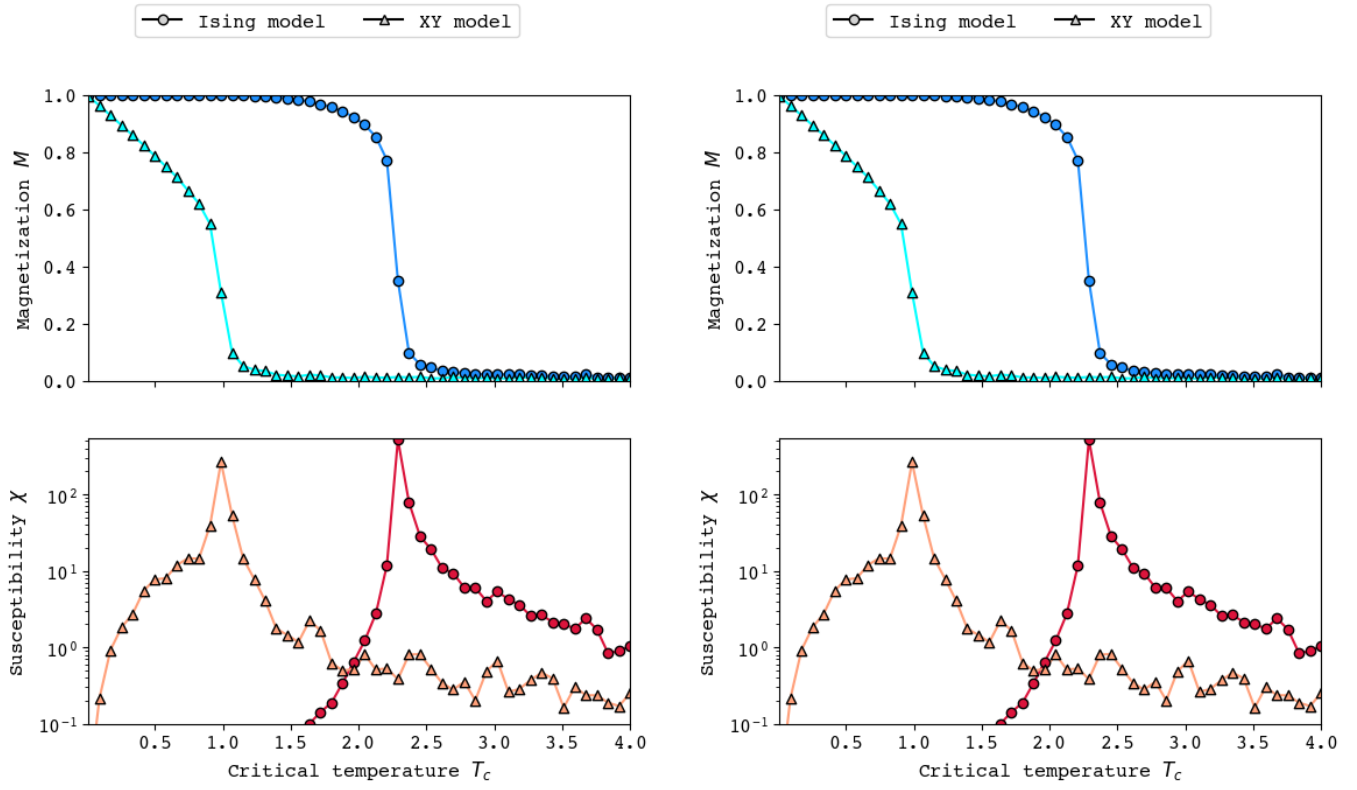 Ising model XY model
Ising model XY model
1.0
0.8
0.6
0.4
0.2
0.0
Magnetization M
1.0
0.8
0.6
0.4
0.2
0.0
Magnetization M
10²
10¹
10⁰
10⁻¹
Susceptibility χ
0.5 1.0 1.5 2.0 2.5 3.0 3.5 4.0
Critical temperature T_c
10²
10¹
10⁰
10⁻¹
Susceptibility χ
0.5 1.0 1.5 2.0 2.5 3.0 3.5 4.0
Critical temperature T_c